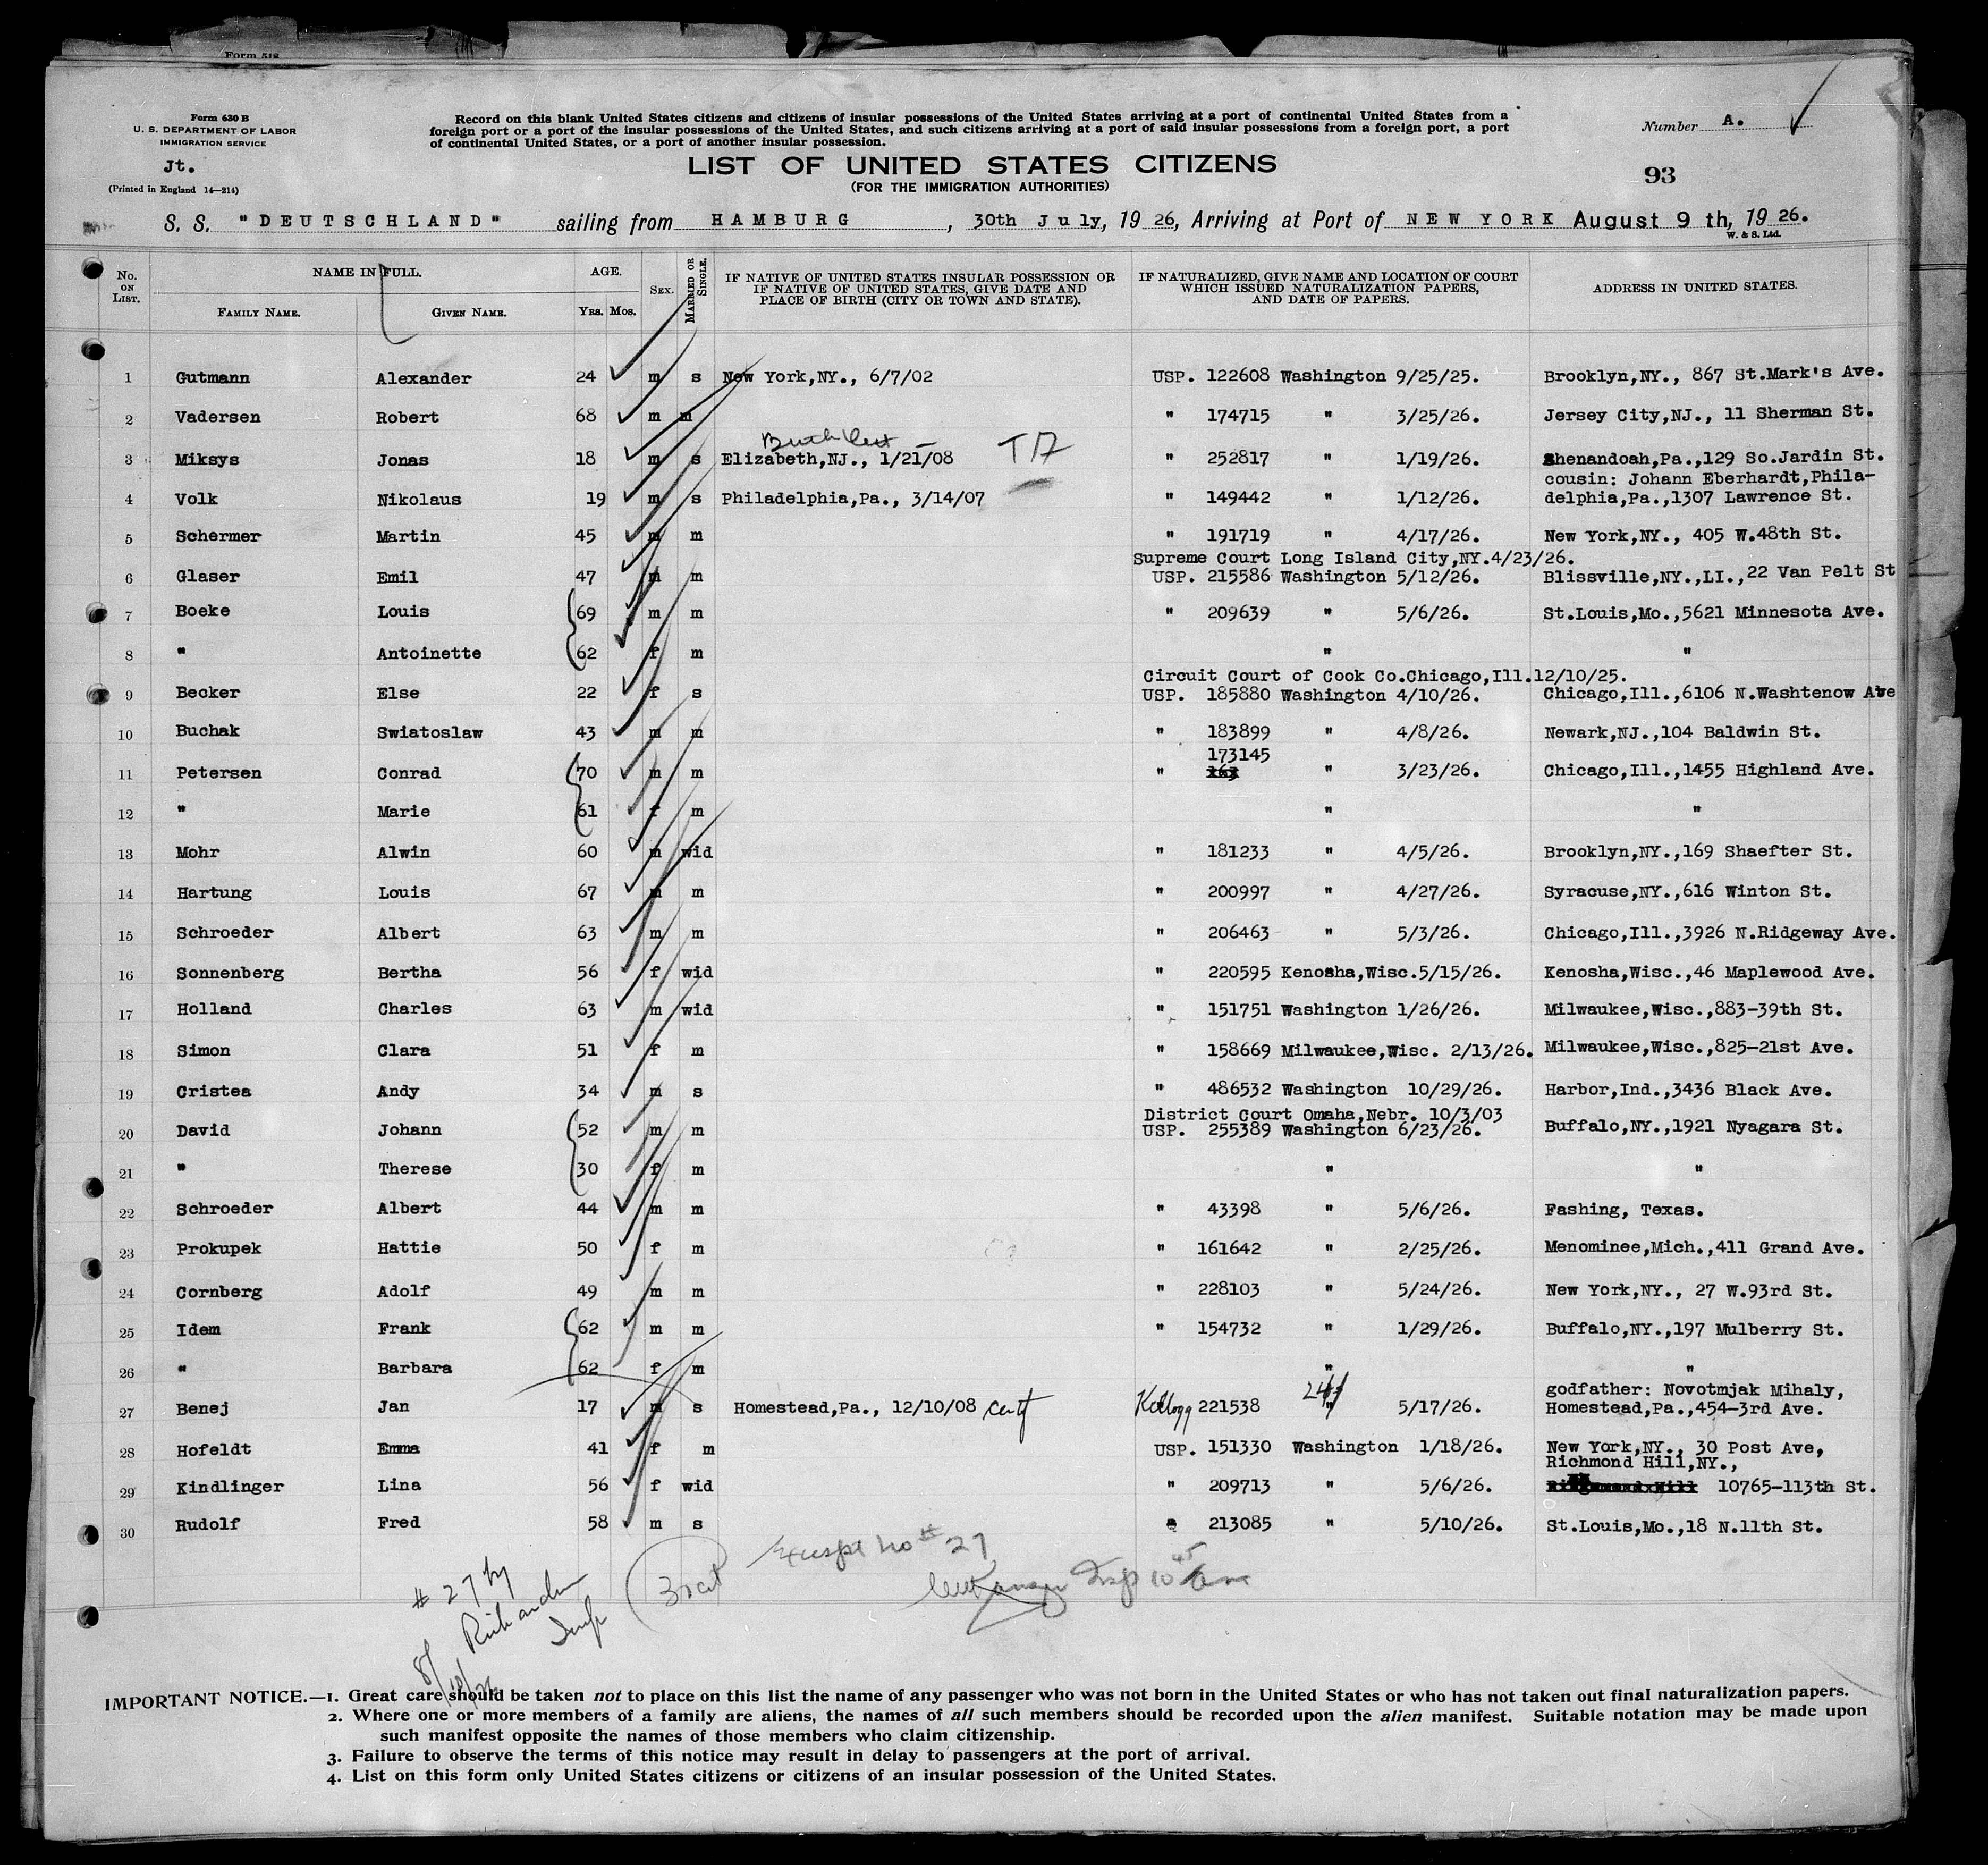 Form 518
Form 630 B
U. S. DEPARTMENT OF LABOR
IMMIGRATION SERVICE
Jt.
(Printed in England 14—214)
Record on this blank United States citizens and citizens of insular possessions of the United States arriving at a port of continental United States from a
foreign port or a port of the insular possessions of the United States, and such citizens arriving at a port of said insular possessions from a foreign port, a port
of continental United States, or a port of another insular possession.
Number A.
LIST OF UNITED STATES CITIZENS
(FOR THE IMMIGRATION AUTHORITIES)
93
S. S. "DEUTSCHLAND" sailing from HAMBURG, 30th July, 1926, Arriving at Port of NEW YORK August 9 th, 1926.
W. & S. Ltd.
No. ON LIST. NAME IN FULL. FAMILY NAME. GIVEN NAME. AGE. YRS. MOS. SEX. MARRIED OR SINGLE. IF NATIVE OF UNITED STATES INSULAR POSSESSION OR IF NATIVE OF UNITED STATES, GIVE DATE AND PLACE OF BIRTH (CITY OR TOWN AND STATE). IF NATURALIZED, GIVE NAME AND LOCATION OF COURT WHICH ISSUED NATURALIZATION PAPERS, AND DATE OF PAPERS. ADDRESS IN UNITED STATES.
1 Gutmann Alexander 24 m s New York,NY., 6/7/02 USP. 122608 Washington 9/25/25. Brooklyn,NY., 867 St.Mark's Ave.
2 Vadersen Robert 68 m m " 174715 " 3/25/26. Jersey City,NJ., 11 Sherman St.
Birth Cert
3 Miksys Jonas 18 m s Elizabeth,NJ., 1/21/08 " 252817 " 1/19/26. Shenandoah,Pa.,129 So.Jardin St.
cousin: Johann Eberhardt,Phila-
4 Volk Nikolaus 19 m s Philadelphia,Pa., 3/14/07 " 149442 " 1/12/26. delphia,Pa.,1307 Lawrence St.
5 Schermer Martin 45 m m " 191719 " 4/17/26. New York,NY., 405 W.48th St.
Supreme Court Long Island City,NY.4/23/26.
6 Glaser Emil 47 m m USP. 215586 Washington 5/12/26. Blissville,NY.,LI.,22 Van Pelt St
7 Boeke Louis 69 m m " 209639 " 5/6/26. St.Louis,Mo.,5621 Minnesota Ave.
8 " Antoinette 62 f m " "
Circuit Court of Cook Co.Chicago,Ill.12/10/25.
9 Becker Else 22 f s USP. 185880 Washington 4/10/26. Chicago,Ill.,6106 N.Washtenow Ave
10 Buchak Swiatoslaw 43 m m " 183899 " 4/8/26. Newark,NJ.,104 Baldwin St.
173145
11 Petersen Conrad 70 m m " 163 " 3/23/26. Chicago,Ill.,1455 Highland Ave.
12 " Marie 61 f m " "
13 Mohr Alwin 60 m wid " 181233 " 4/5/26. Brooklyn,NY.,169 Shaefter St.
14 Hartung Louis 67 m m " 200997 " 4/27/26. Syracuse,NY.,616 Winton St.
15 Schroeder Albert 63 m m " 206463 " 5/3/26. Chicago,Ill.,3926 N.Ridgeway Ave.
16 Sonnenberg Bertha 56 f wid " 220595 Kenosha,Wisc.5/15/26. Kenosha,Wisc.,46 Maplewood Ave.
17 Holland Charles 63 m wid " 151751 Washington 1/26/26. Milwaukee,Wisc.,883-39th St.
18 Simon Clara 51 f m " 158669 Milwaukee,Wisc. 2/13/26. Milwaukee,Wisc.,825-21st Ave.
19 Cristea Andy 34 m s " 486532 Washington 10/29/26. Harbor,Ind.,3436 Black Ave.
District Court Omaha,Nebr. 10/3/03
20 David Johann 52 m m USP. 255389 Washington 6/23/26. Buffalo,NY.,1921 Nyagara St.
21 " Therese 30 f m " "
22 Schroeder Albert 44 m m " 43398 " 5/6/26. Fashing, Texas.
23 Prokupek Hattie 50 f m " 161642 " 2/25/26. Menominee,Mich.,411 Grand Ave.
24 Cornberg Adolf 49 m m " 228103 " 5/24/26. New York,NY., 27 W.93rd St.
25 Idem Frank 62 m m " 154732 " 1/29/26. Buffalo,NY.,197 Mulberry St.
26 " Barbara 62 f m " "
godfather: Novotmjak Mihaly,
27 Benej Jan 17 m s Homestead,Pa., 12/10/08 Kellogg 221538 " 5/17/26. Homestead,Pa.,454-3rd Ave.
28 Hofeldt Emma 41 f m USP. 151330 Washington 1/18/26. New York,NY., 30 Post Ave,
Richmond Hill,NY.,
29 Kindlinger Lina 56 f wid " 209713 " 5/6/26. 10765-113th St.
30 Rudolf Fred 58 m s " 213085 " 5/10/26. St.Louis,Mo.,18 N.11th St.
Except no # 27
# 27 by
8/10/26
IMPORTANT NOTICE.—1. Great care should be taken not to place on this list the name of any passenger who was not born in the United States or who has not taken out final naturalization papers.
2. Where one or more members of a family are aliens, the names of all such members should be recorded upon the alien manifest. Suitable notation may be made upon
such manifest opposite the names of those members who claim citizenship.
3. Failure to observe the terms of this notice may result in delay to passengers at the port of arrival.
4. List on this form only United States citizens or citizens of an insular possession of the United States.